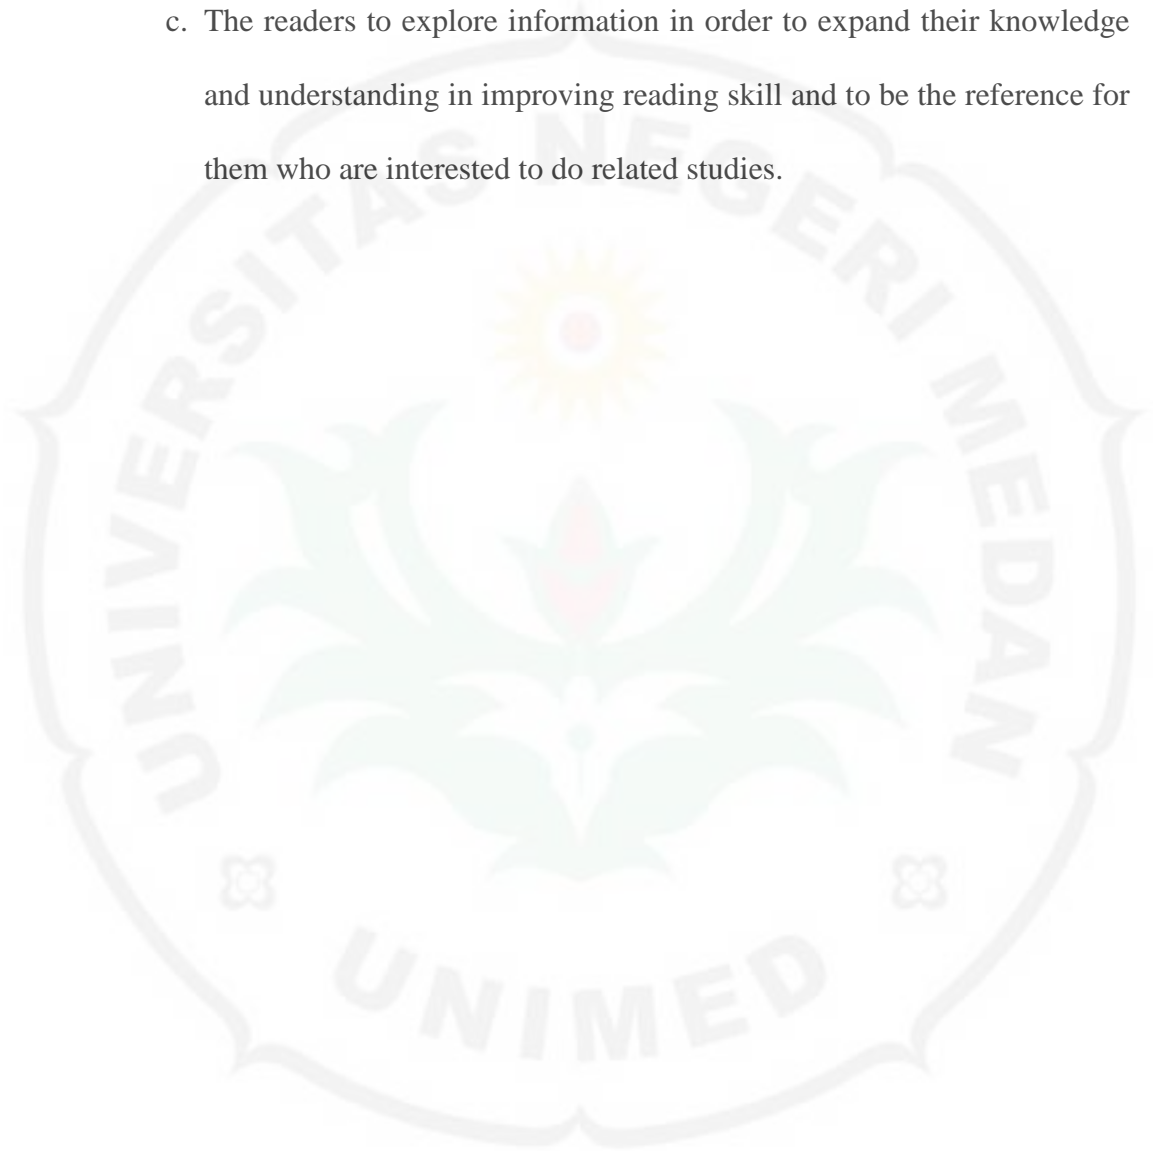 c. The readers to explore information in order to expand their knowledge
and understanding in improving reading skill and to be the reference for
them who are interested to do related studies.
UNIVERSITAS NEGERI MEDAN
UNIMED